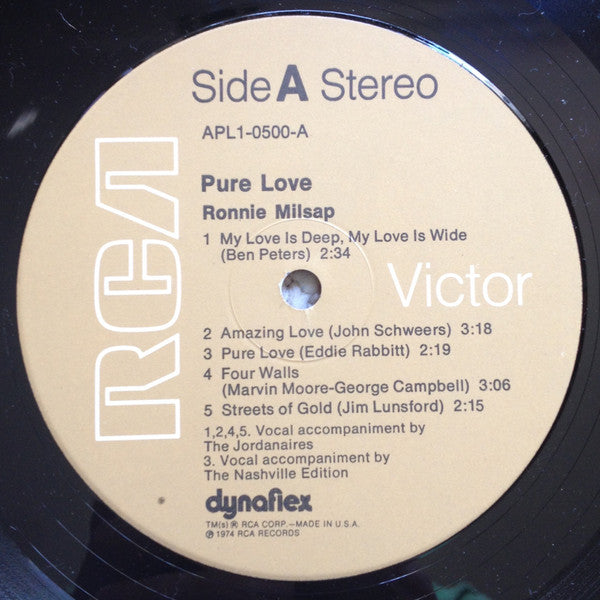 Side A Stereo
APL1-0500-A
Pure Love
Ronnie Milsap
1 My Love Is Deep, My Love Is Wide
(Ben Peters) 2:34
RCA
Victor
2 Amazing Love (John Schweers) 3:18
3 Pure Love (Eddie Rabbitt) 2:19
4 Four Walls
(Marvin Moore-George Campbell) 3:06
5 Streets of Gold (Jim Lunsford) 2:15
1,2,4,5. Vocal accompaniment by
The Jordanaires
3. Vocal accompaniment by
The Nashville Edition
dynaflex
TM(s) ® RCA CORP.—MADE IN U.S.A.
℗ 1974 RCA RECORDS